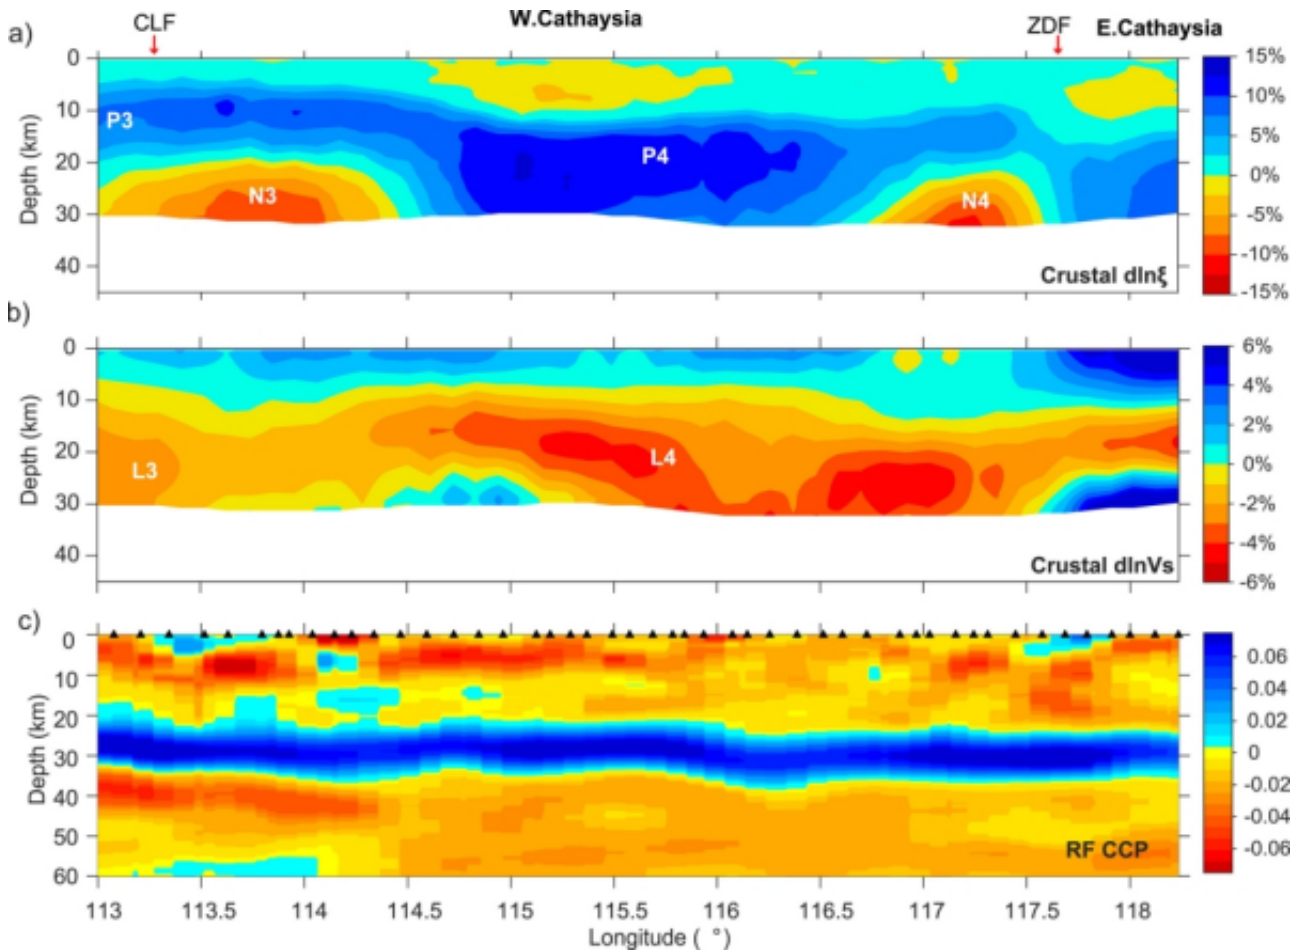 CLF
W.Cathaysia
ZDF
E.Cathaysia
a)
0
10
20
30
40
Depth (km)
P3
P4
N3
N4
Crustal dlnξ
15%
10%
5%
0%
-5%
-10%
-15%
b)
0
10
20
30
40
Depth (km)
L3
L4
Crustal dlnVs
6%
4%
2%
0%
-2%
-4%
-6%
c)
0
10
20
30
40
50
60
Depth (km)
RF CCP
0.06
0.04
0.02
0
-0.02
-0.04
-0.06
113 113.5 114 114.5 115 115.5 116 116.5 117 117.5 118
Longitude ( °)